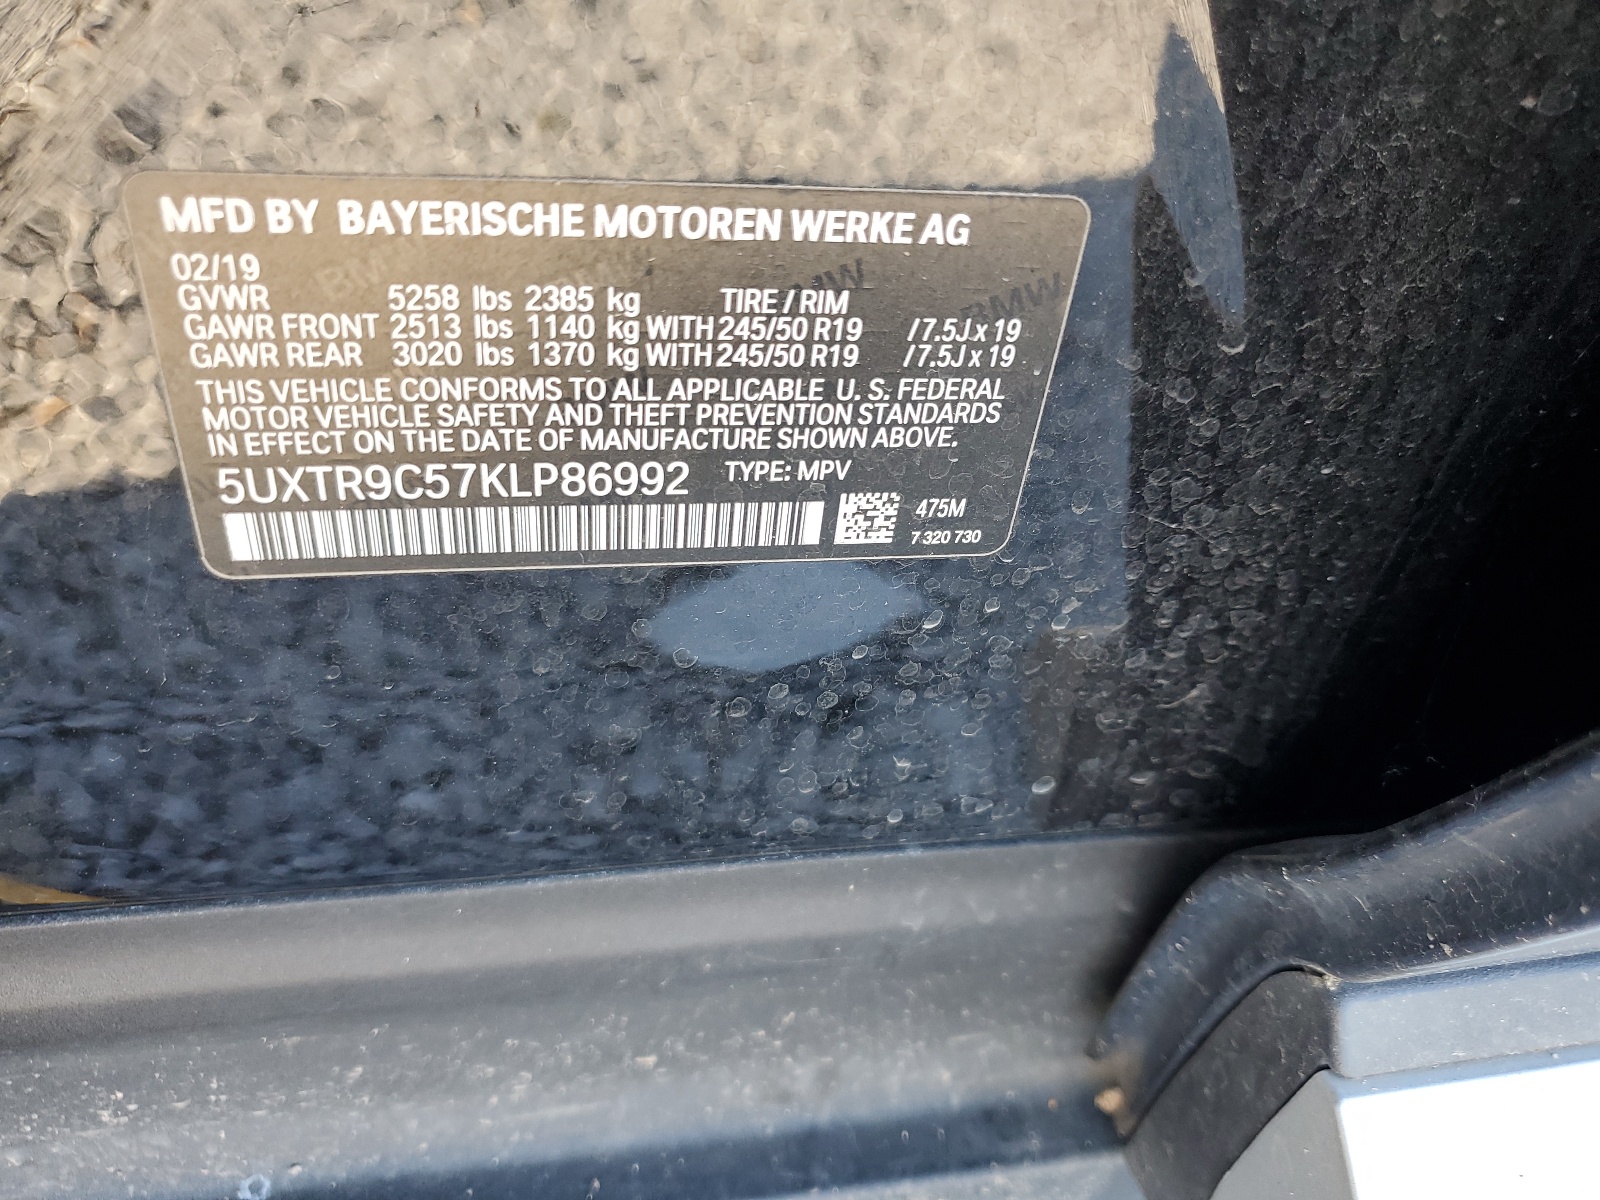 MFD BY BAYERISCHE MOTOREN WERKE AG
02/19
GVWR 5258 lbs 2385 kg TIRE / RIM
GAWR FRONT 2513 lbs 1140 kg WITH 245/50 R19 /7.5J x 19
GAWR REAR 3020 lbs 1370 kg WITH 245/50 R19 /7.5J x 19
THIS VEHICLE CONFORMS TO ALL APPLICABLE U. S. FEDERAL
MOTOR VEHICLE SAFETY AND THEFT PREVENTION STANDARDS
IN EFFECT ON THE DATE OF MANUFACTURE SHOWN ABOVE.
5UXTR9C57KLP86992 TYPE: MPV
475M
7 320 730